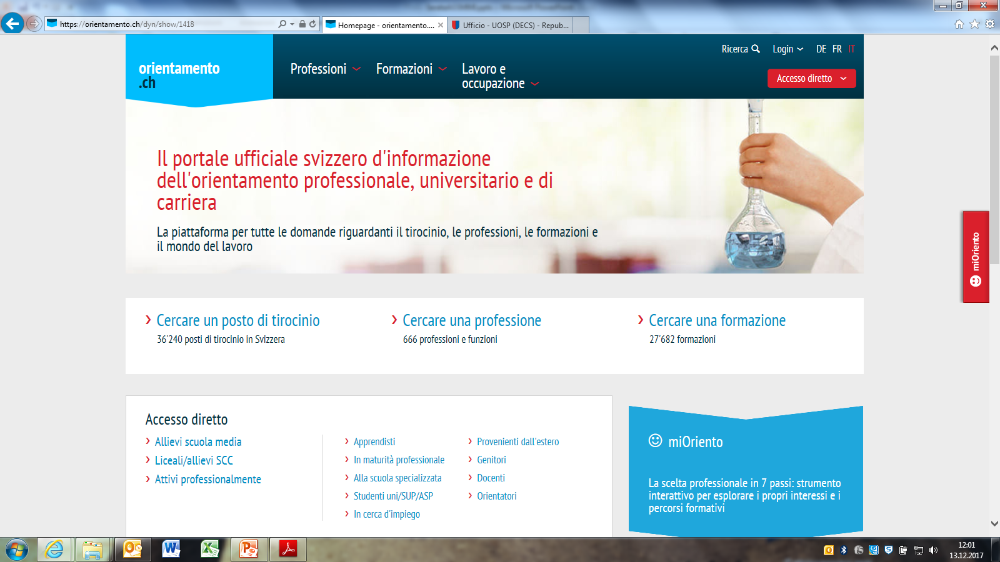 https://orientamento.ch/dyn/show/1418
Homepage - orientamento....
Ufficio - UOSP (DECS) - Repub...
orientamento
.ch
Professioni
Formazioni
Lavoro e
occupazione
Ricerca
Login
DE FR IT
Accesso diretto
Il portale ufficiale svizzero d'informazione
dell'orientamento professionale, universitario e di
carriera
La piattaforma per tutte le domande riguardanti il tirocinio, le professioni, le formazioni e
il mondo del lavoro
miOriento
Cercare un posto di tirocinio
36'240 posti di tirocinio in Svizzera
Cercare una professione
666 professioni e funzioni
Cercare una formazione
27'682 formazioni
Accesso diretto
Allievi scuola media
Liceali/allievi SCC
Attivi professionalmente
Apprendisti
In maturità professionale
Alla scuola specializzata
Studenti uni/SUP/ASP
In cerca d'impiego
Provenienti dall'estero
Genitori
Docenti
Orientatori
miOriento
La scelta professionale in 7 passi: strumento
interattivo per esplorare i propri interessi e i
percorsi formativi
12:01
13.12.2017